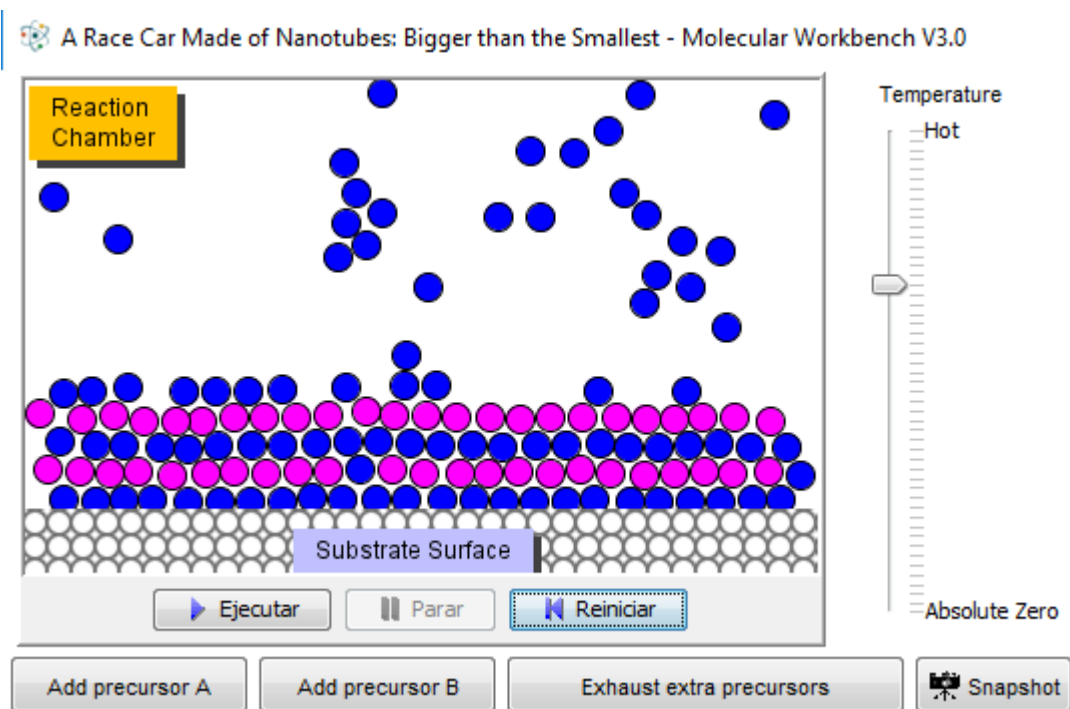 A Race Car Made of Nanotubes: Bigger than the Smallest - Molecular Workbench V3.0
Reaction
Chamber
Temperature
Hot
Absolute Zero
Substrate Surface
Ejecutar
Parar
Reiniciar
Add precursor A
Add precursor B
Exhaust extra precursors
Snapshot